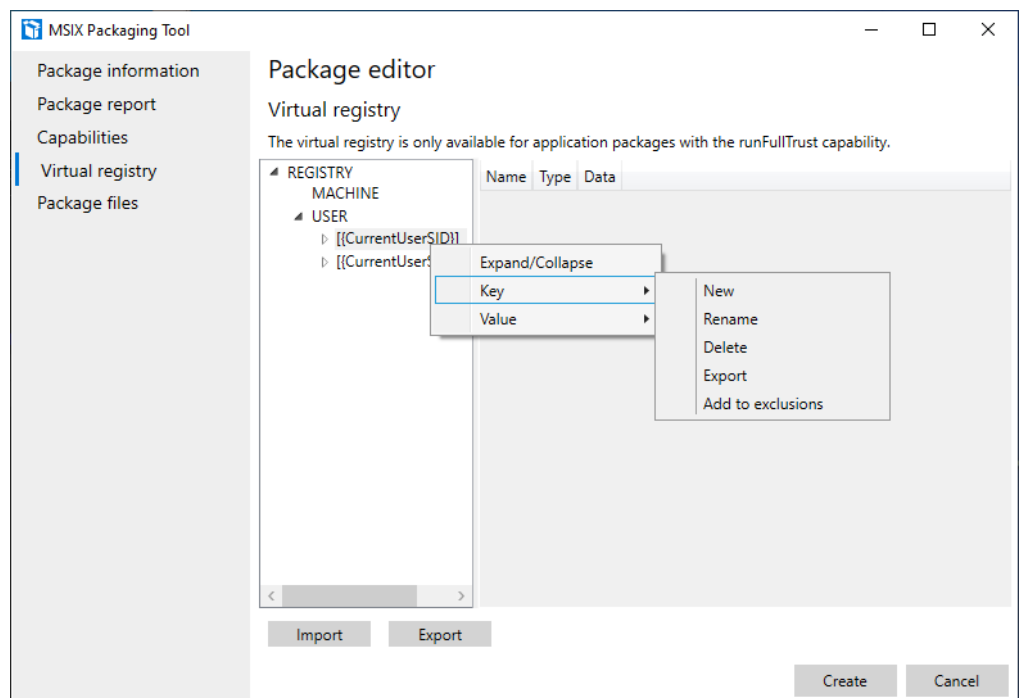 MSIX Packaging Tool
Package information
Package report
Capabilities
Virtual registry
Package files
Package editor
Virtual registry
The virtual registry is only available for application packages with the runFullTrust capability.
REGISTRY
MACHINE
USER
[{CurrentUserSID}]
[{CurrentUser
Name Type Data
Expand/Collapse
Key
Value
New
Rename
Delete
Export
Add to exclusions
Import Export
Create Cancel